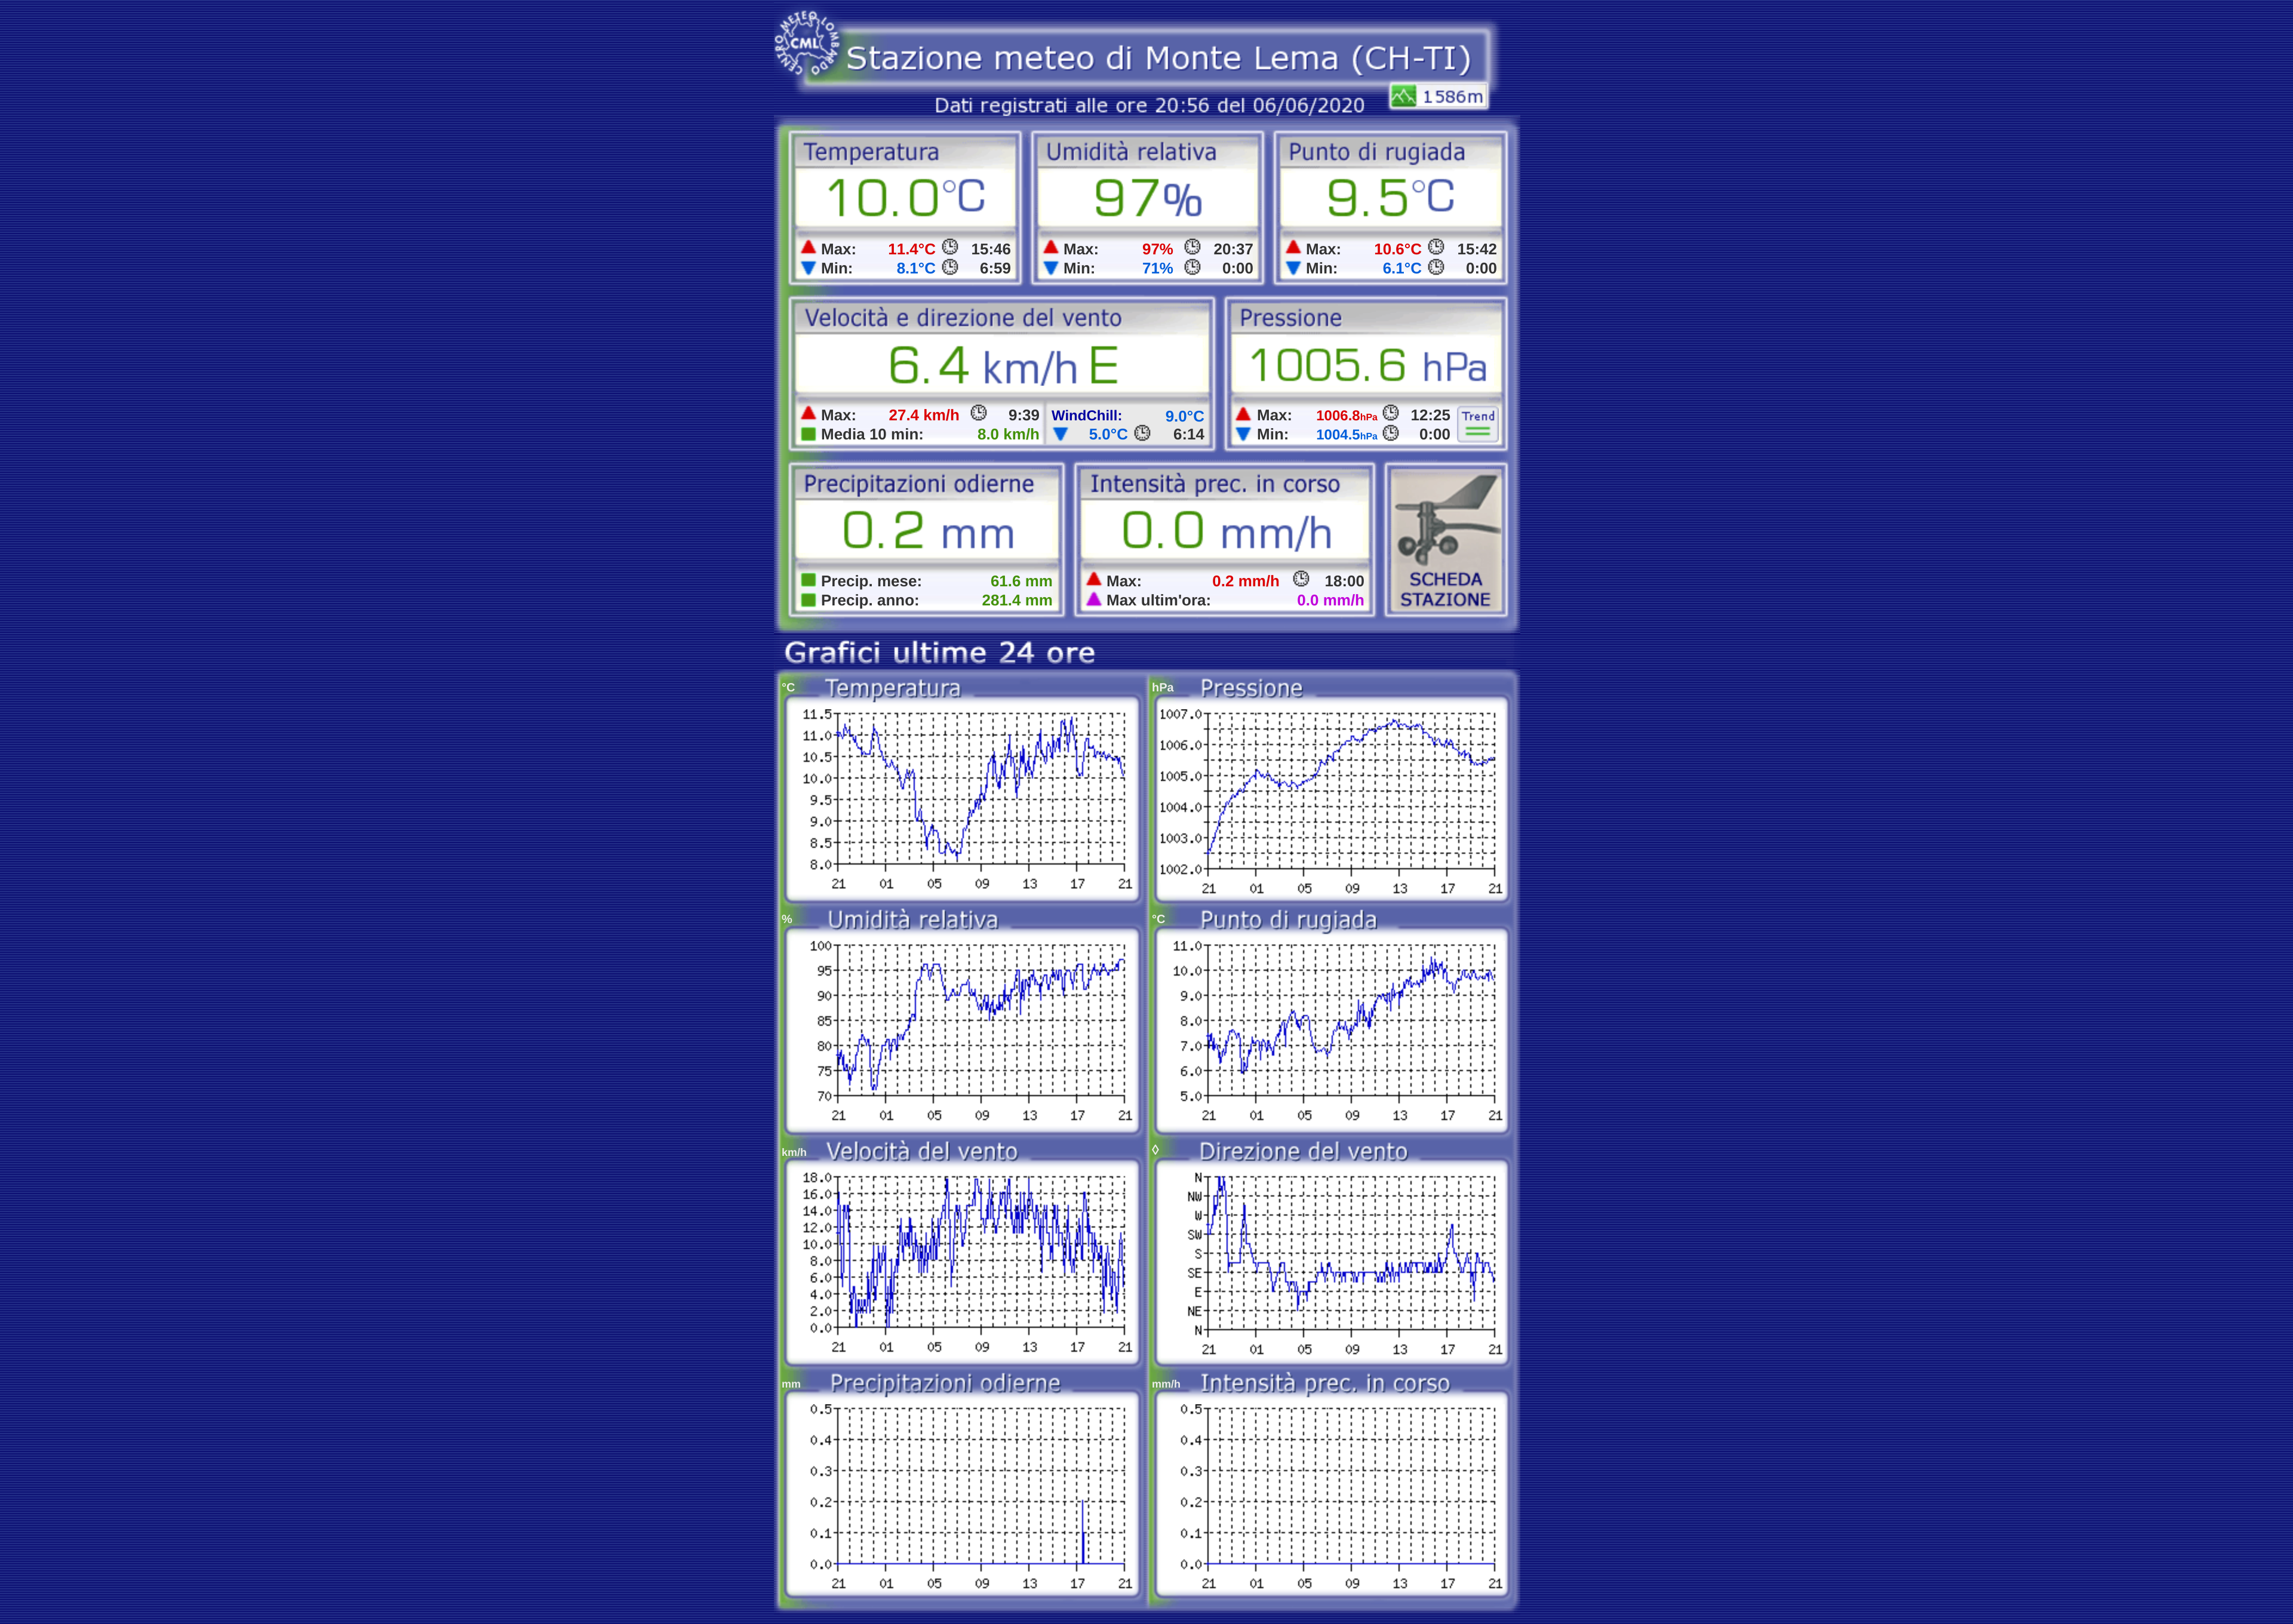 CENTRO METEO LOMBARDO
CML
Stazione meteo di Monte Lema (CH-TI)
Dati registrati alle ore 20:56 del 06/06/2020
1586m
Temperatura
10.0°C
Max: 11.4°C 15:46
Min: 8.1°C 6:59
Umidità relativa
97%
Max: 97% 20:37
Min: 71% 0:00
Punto di rugiada
9.5°C
Max: 10.6°C 15:42
Min: 6.1°C 0:00
Velocità e direzione del vento
6.4 km/h E
Max: 27.4 km/h 9:39
Media 10 min: 8.0 km/h
WindChill: 9.0°C
5.0°C 6:14
Pressione
1005.6 hPa
Max: 1006.8hPa 12:25
Min: 1004.5hPa 0:00
Trend
Precipitazioni odierne
0.2 mm
Precip. mese: 61.6 mm
Precip. anno: 281.4 mm
Intensità prec. in corso
0.0 mm/h
Max: 0.2 mm/h 18:00
Max ultim'ora: 0.0 mm/h
SCHEDA
STAZIONE
Grafici ultime 24 ore
°C Temperatura
11.5
11.0
10.5
10.0
9.5
9.0
8.5
8.0
21 01 05 09 13 17 21
hPa Pressione
1007.0
1006.0
1005.0
1004.0
1003.0
1002.0
21 01 05 09 13 17 21
% Umidità relativa
100
95
90
85
80
75
70
21 01 05 09 13 17 21
°C Punto di rugiada
11.0
10.0
9.0
8.0
7.0
6.0
5.0
21 01 05 09 13 17 21
km/h Velocità del vento
18.0
16.0
14.0
12.0
10.0
8.0
6.0
4.0
2.0
0.0
21 01 05 09 13 17 21
◊ Direzione del vento
N
NW
W
SW
S
SE
E
NE
N
21 01 05 09 13 17 21
mm Precipitazioni odierne
0.5
0.4
0.3
0.2
0.1
0.0
21 01 05 09 13 17 21
mm/h Intensità prec. in corso
0.5
0.4
0.3
0.2
0.1
0.0
21 01 05 09 13 17 21